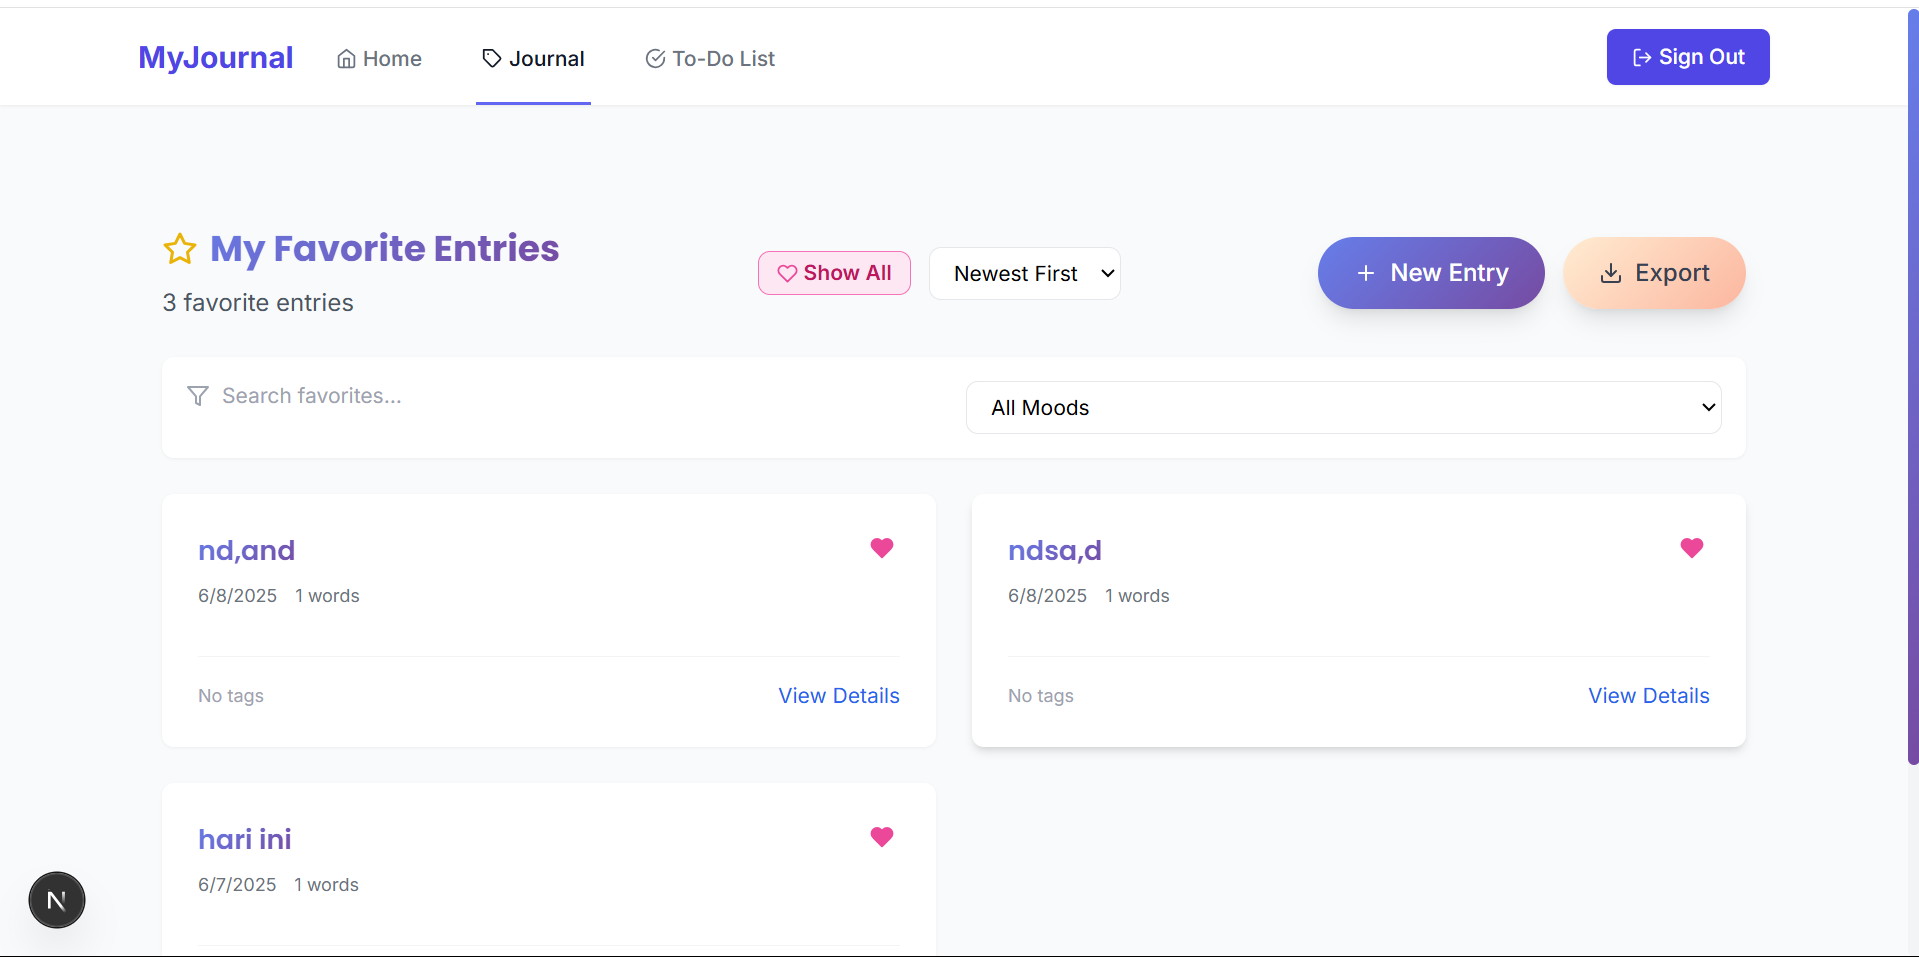 MyJournal Home Journal To-Do List Sign Out
My Favorite Entries
3 favorite entries
Show All Newest First New Entry Export
Search favorites... All Moods
nd,and
6/8/2025 1 words
No tags View Details
ndsa,d
6/8/2025 1 words
No tags View Details
hari ini
6/7/2025 1 words
N